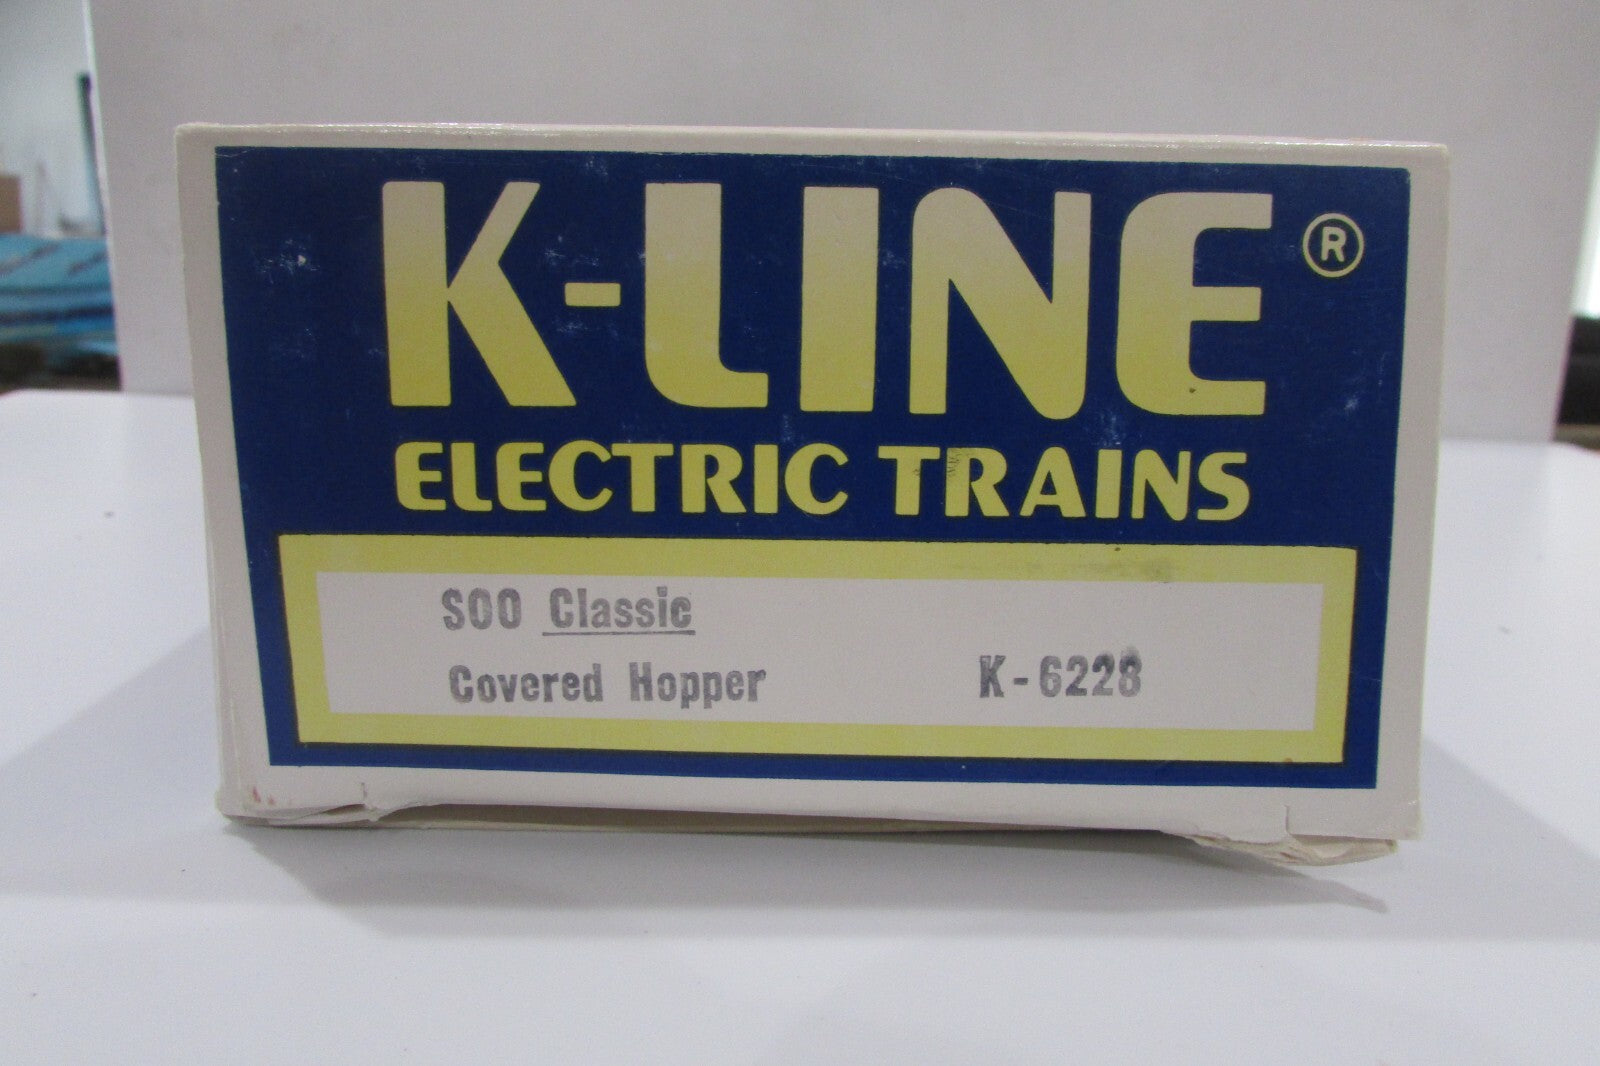 K-LINE®
ELECTRIC TRAINS
SOO Classic
Covered Hopper K-6228